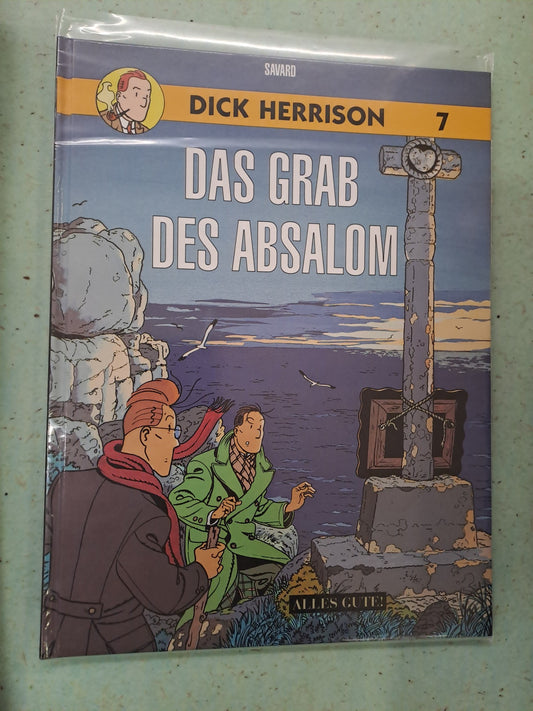 SAVARD
DICK HERRISON 7
DAS GRAB
DES ABSALOM
ALLES GUTE!